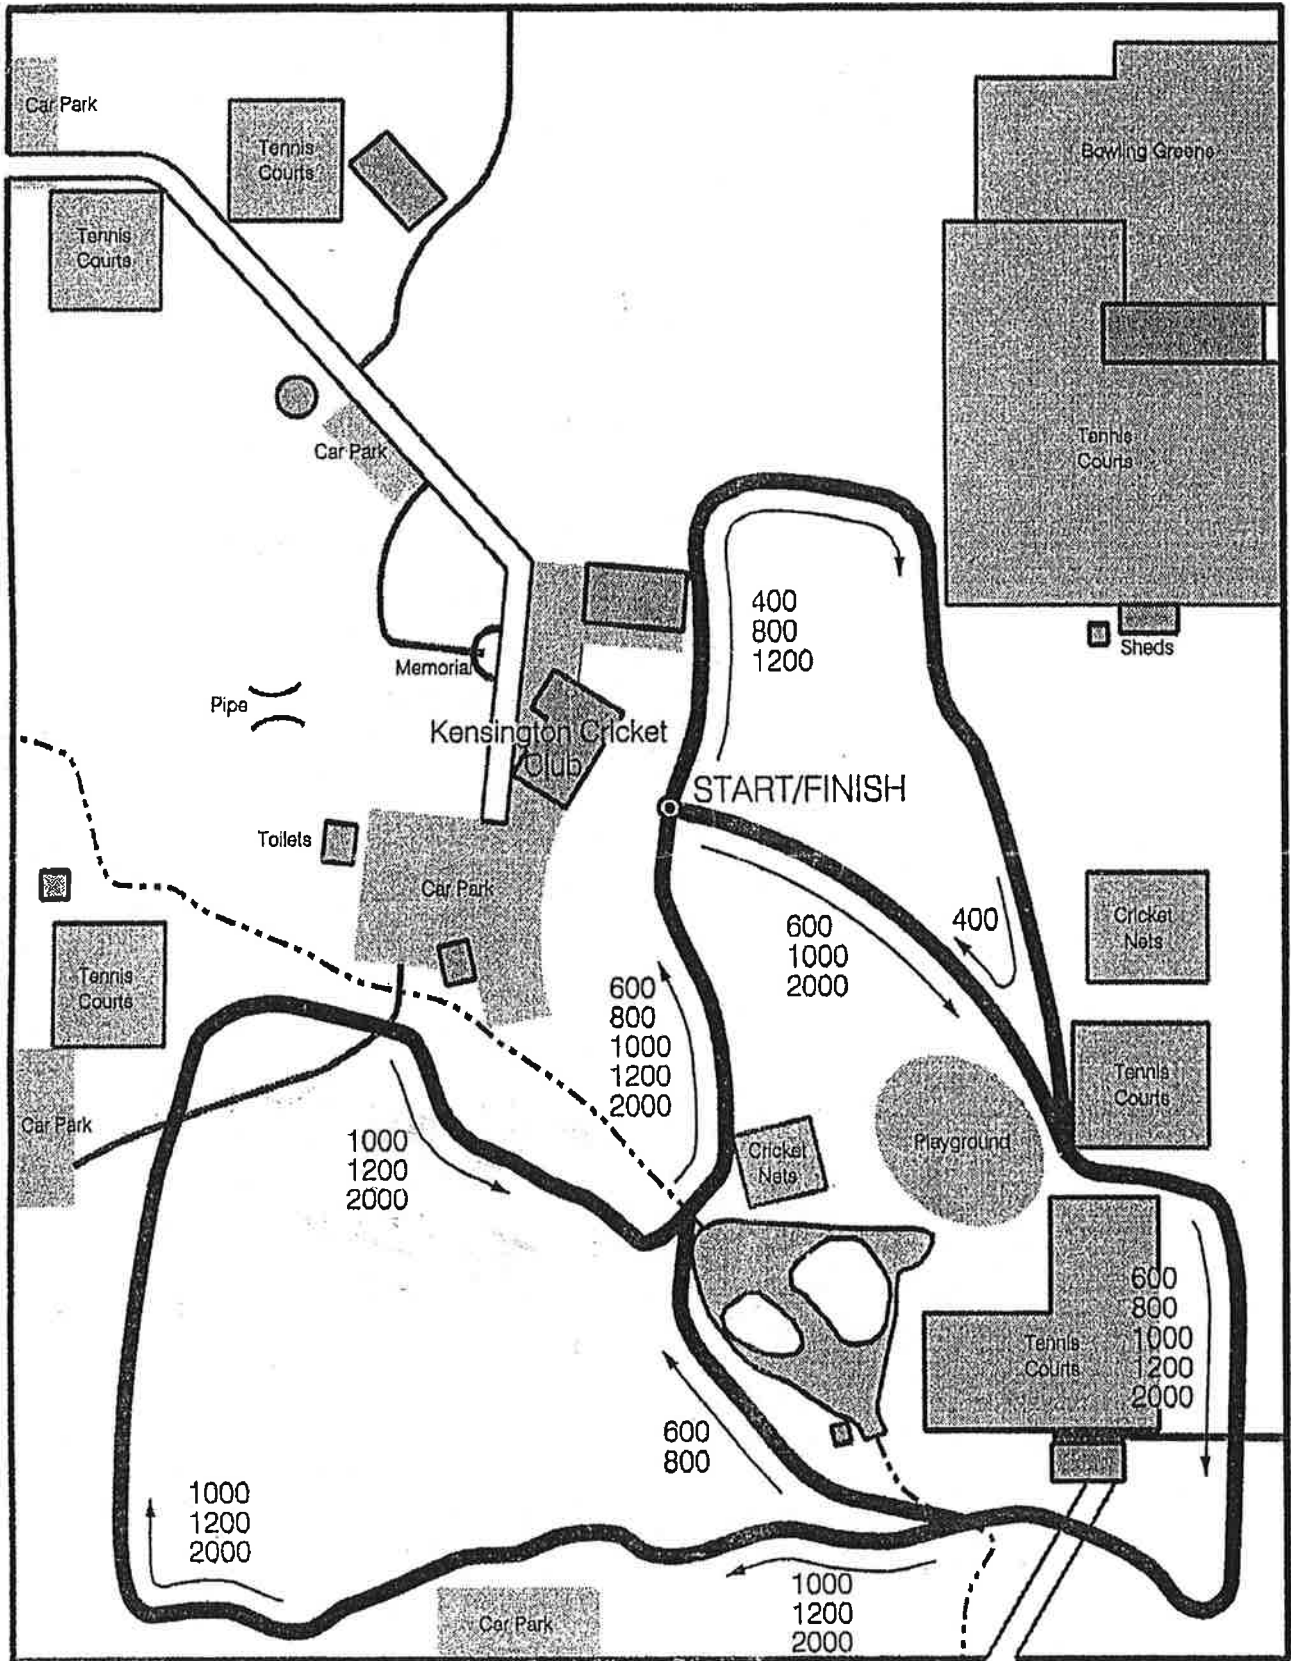 Car Park
Tennis
Courts
Bowling Greens
Tennis
Courts
Car Park
Tennis
Courts
400
800
1200
Sheds
Memorial
Pipe
Kensington Cricket
Club
START/FINISH
Toilets
Car Park
Cricket
Nets
400
600
1000
2000
Tennis
Courts
600
800
1000
1200
2000
Tennis
Courts
Car Park
1000
1200
2000
Playground
Cricket
Nets
600
800
1000
1200
2000
Tennis
Courts
600
800
1000
1200
2000
1000
1200
2000
Car Park